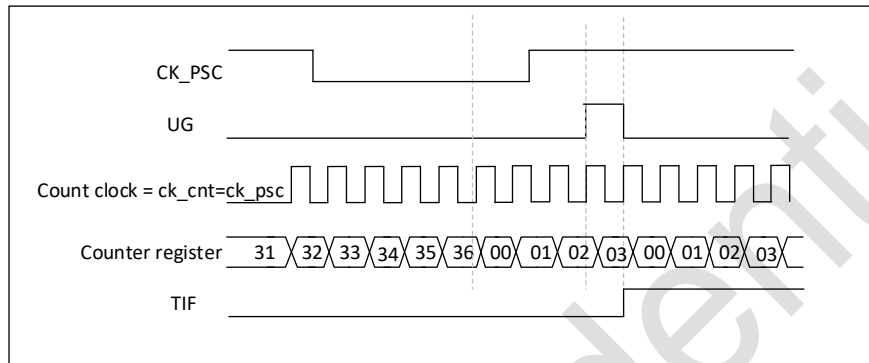 CK_PSC
UG
Count clock = ck_cnt=ck_psc
Counter register 31 32 33 34 35 36 00 01 02 03 00 01 02 03
TIF
denti